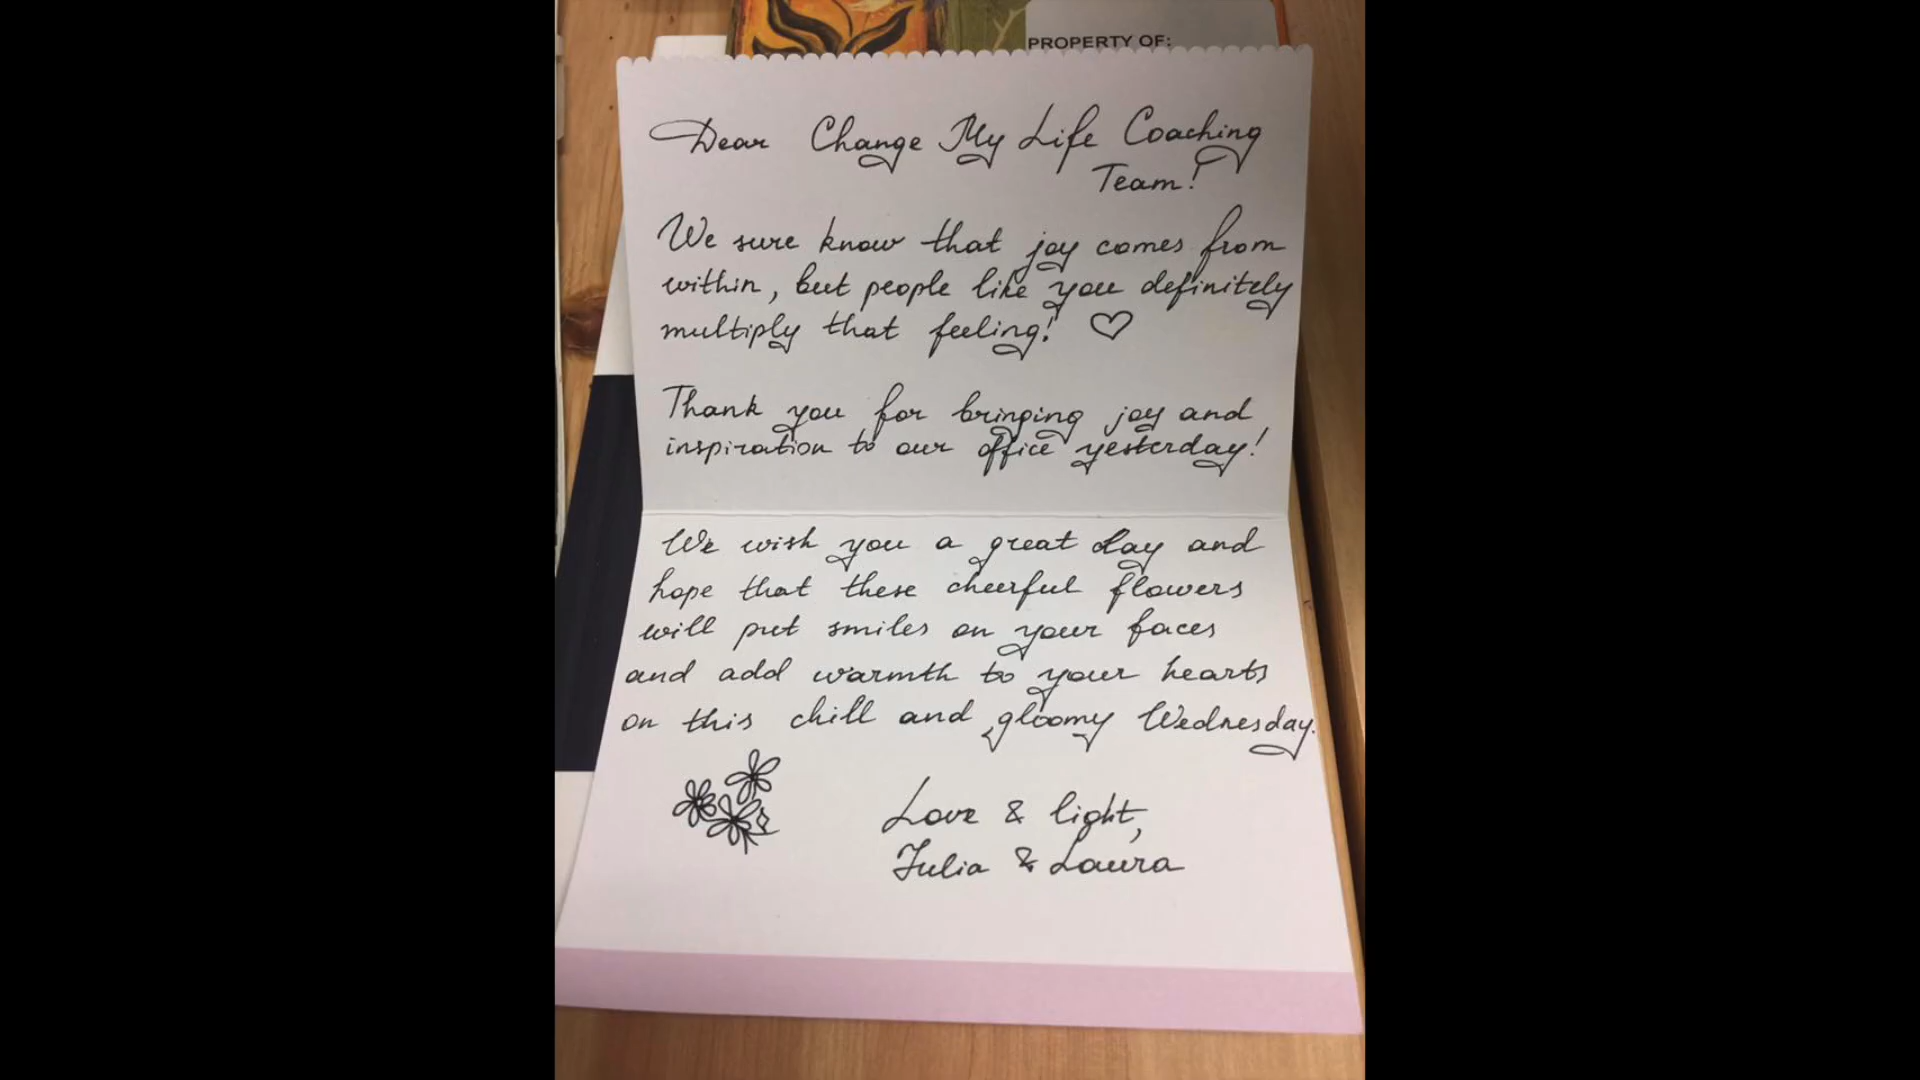 PROPERTY OF:
Dear Change My Life Coaching
Team!
We sure know that joy comes from
within, but people like you definitely
multiply that feeling! ♡
Thank you for bringing joy and
inspiration to our office yesterday!
We wish you a great day and
hope that these cheerful flowers
will put smiles on your faces
and add warmth to your hearts
on this chill and gloomy Wednesday.
Love & light,
Julia & Laura